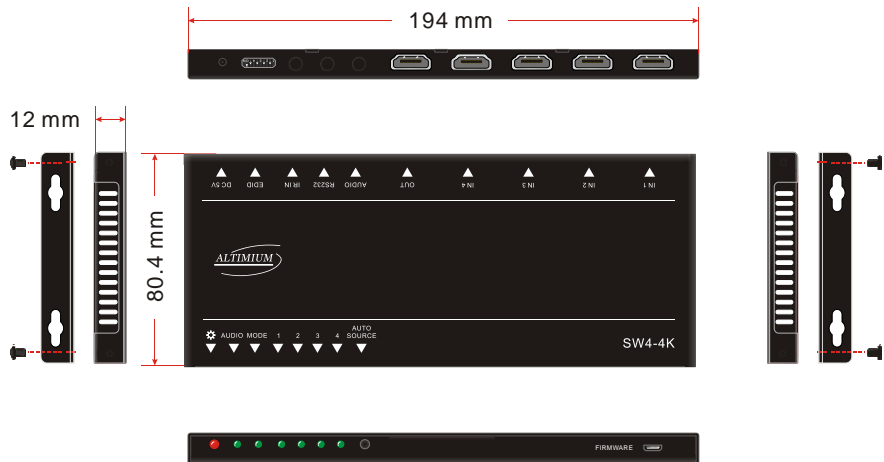 194 mm
12 mm
80.4 mm
DC 5V EDID IR IN RS232 AUDIO OUT IN 4 IN 3 IN 2 IN 1
ALTIMIUM
AUDIO MODE 1 2 3 4 AUTO SOURCE
SW4-4K
FIRMWARE